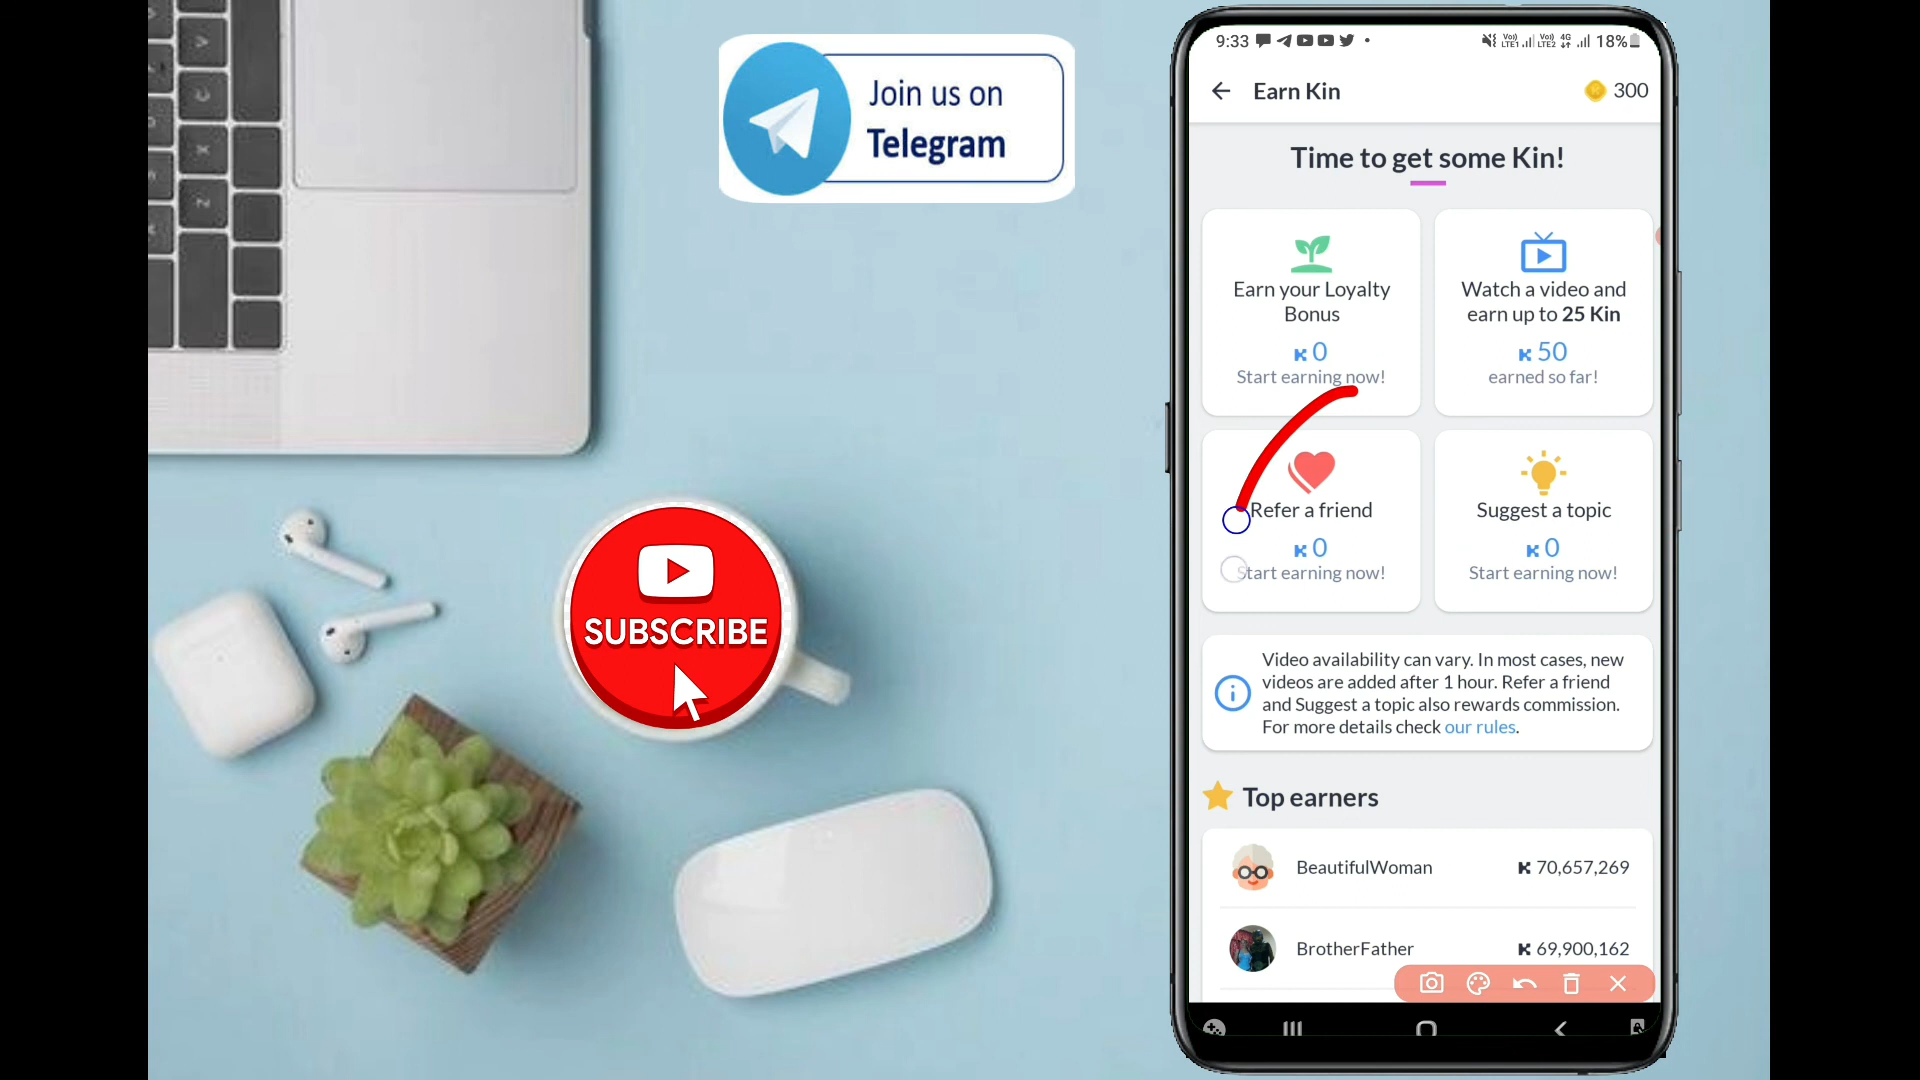 Join us on
Telegram
SUBSCRIBE
9:33
18%
Earn Kin
300
Time to get some Kin!
Earn your Loyalty
Bonus
0
Start earning now!
Watch a video and
earn up to 25 Kin
50
earned so far!
Refer a friend
0
Start earning now!
Suggest a topic
0
Start earning now!
Video availability can vary. In most cases, new
videos are added after 1 hour. Refer a friend
and Suggest a topic also rewards commission.
For more details check our rules.
Top earners
BeautifulWoman
70,657,269
BrotherFather
69,900,162